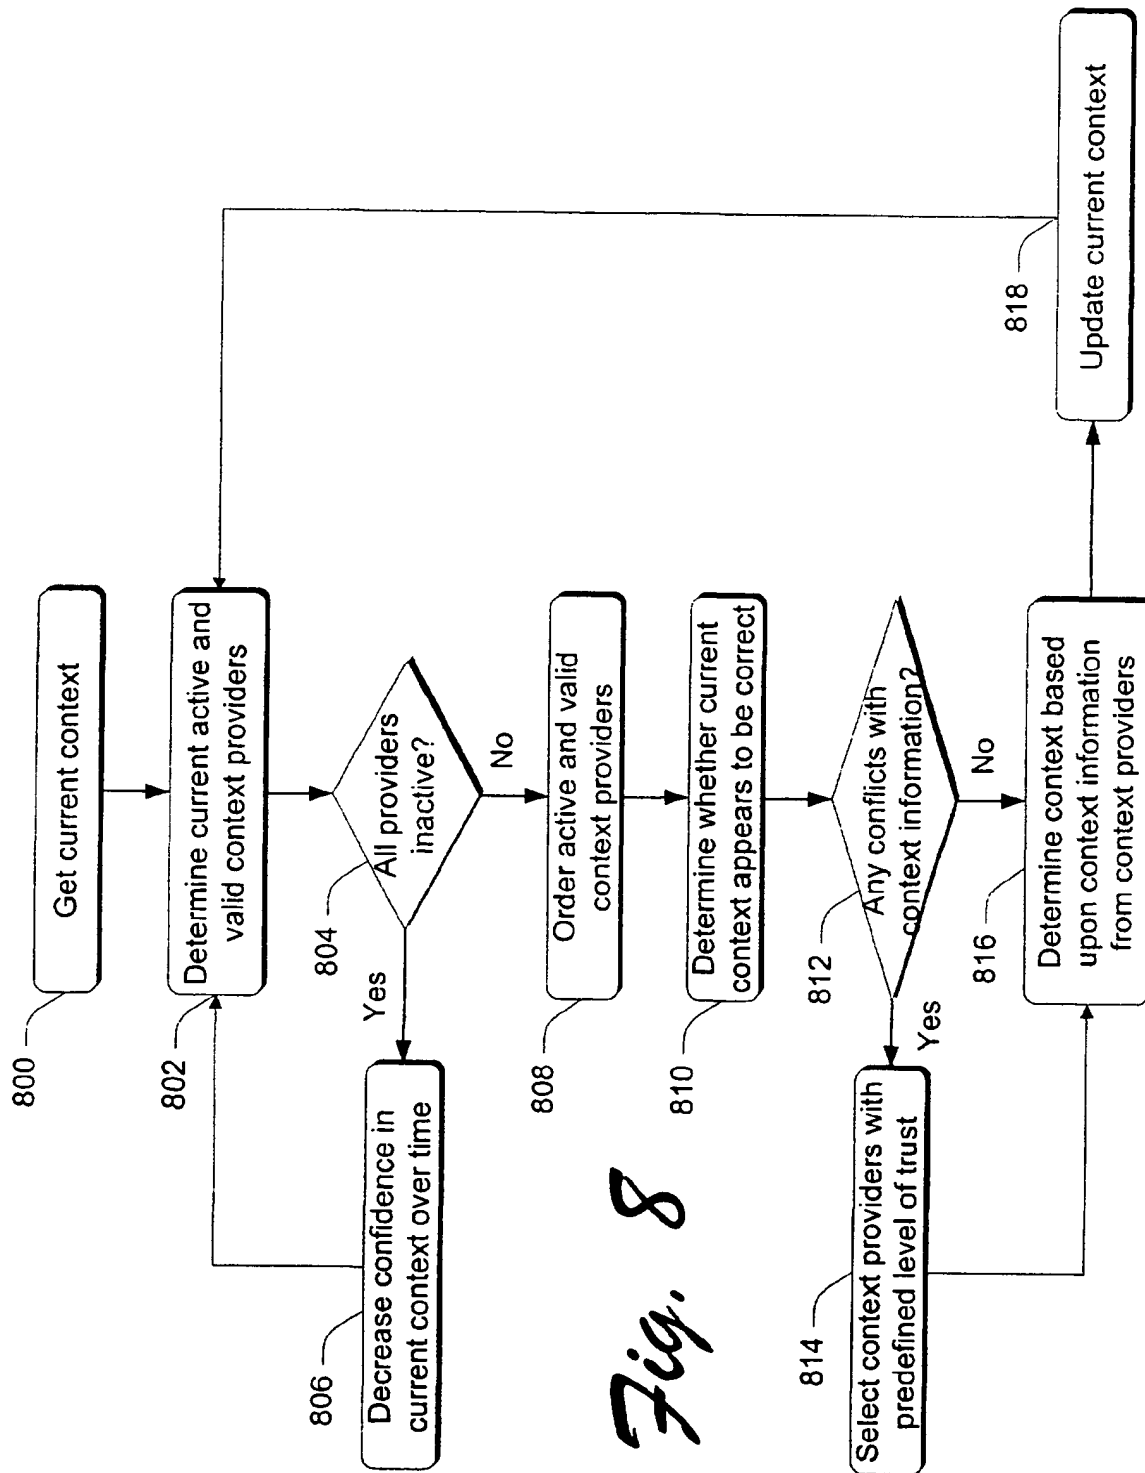 800
Get current context
802
Determine current active and
valid context providers
804
All providers
inactive?
Yes
No
806
Decrease confidence in
current context over time
808
Order active and valid
context providers
810
Determine whether current
context appears to be correct
812
Any conflicts with
context information?
Yes
No
814
Select context providers with
predefined level of trust
816
Determine context based
upon context information
from context providers
818
Update current context
Fig. 8